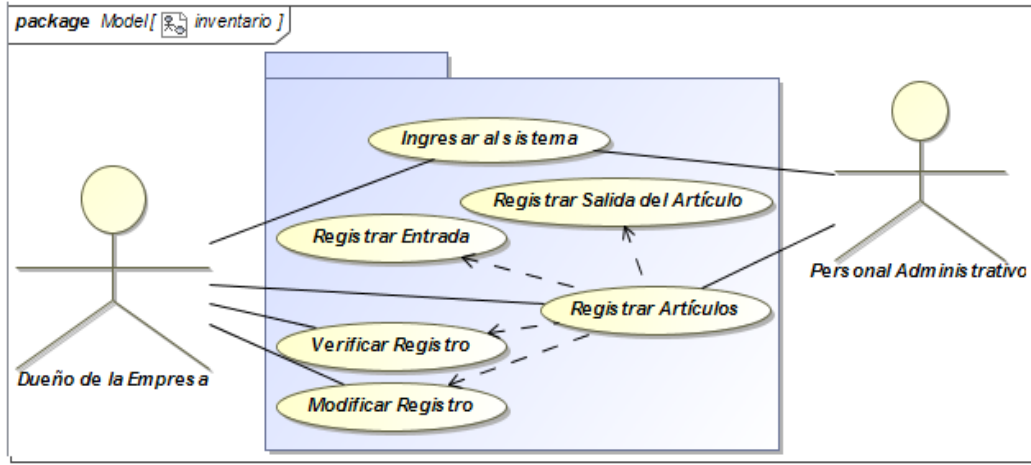 package Model[ inventario ]
Ingresar al sistema
Registrar Salida del Artículo
Registrar Entrada
Personal Administrativo
Registrar Artículos
Verificar Registro
Dueño de la Empresa
Modificar Registro